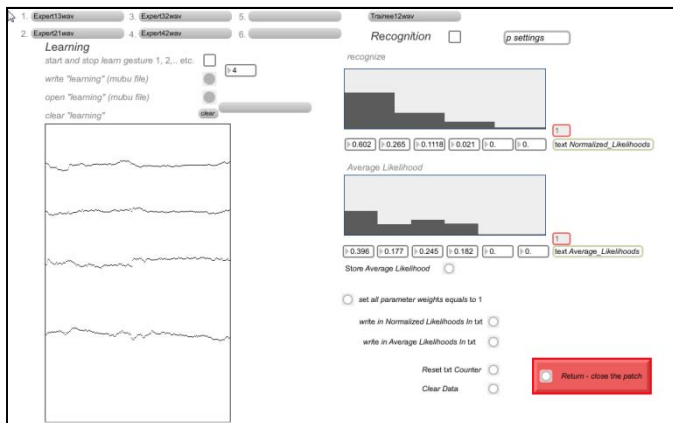 1. Expert13wav 3. Expert32wav 5. Trainee12wav
2. Expert21wav 4. Expert42wav 6. Recognition p settings
Learning
start and stop learn gesture 1, 2,.. etc.
4
write "learning" (mubu file)
open "learning" (mubu file)
clear "learning" clear
recognize
1
0.602 0.265 0.1118 0.021 0. 0. text Normalized_Likelihoods
Average Likelihood
1
0.396 0.177 0.245 0.182 0. 0. text Average_Likelihoods
Store Average Likelihood
set all parameter weights equals to 1
write in Normalized Likelihoods In txt
write in Average Likelihoods In txt
Reset txt Counter
Clear Data
Return - close the patch